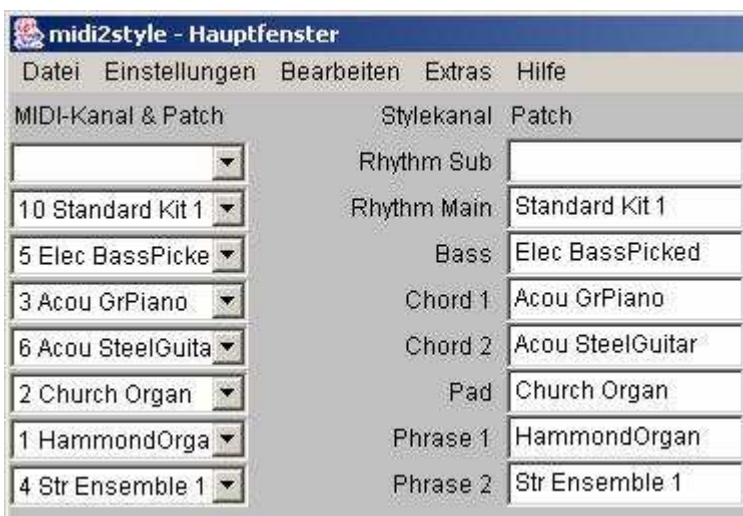 midi2style - Hauptfenster
Datei Einstellungen Bearbeiten Extras Hilfe
MIDI-Kanal & Patch Stylekanal Patch
Rhythm Sub
10 Standard Kit 1 Rhythm Main Standard Kit 1
5 Elec BassPicke Bass Elec BassPicked
3 Acou GrPiano Chord 1 Acou GrPiano
6 Acou SteelGuita Chord 2 Acou SteelGuitar
2 Church Organ Pad Church Organ
1 HammondOrga Phrase 1 HammondOrgan
4 Str Ensemble 1 Phrase 2 Str Ensemble 1